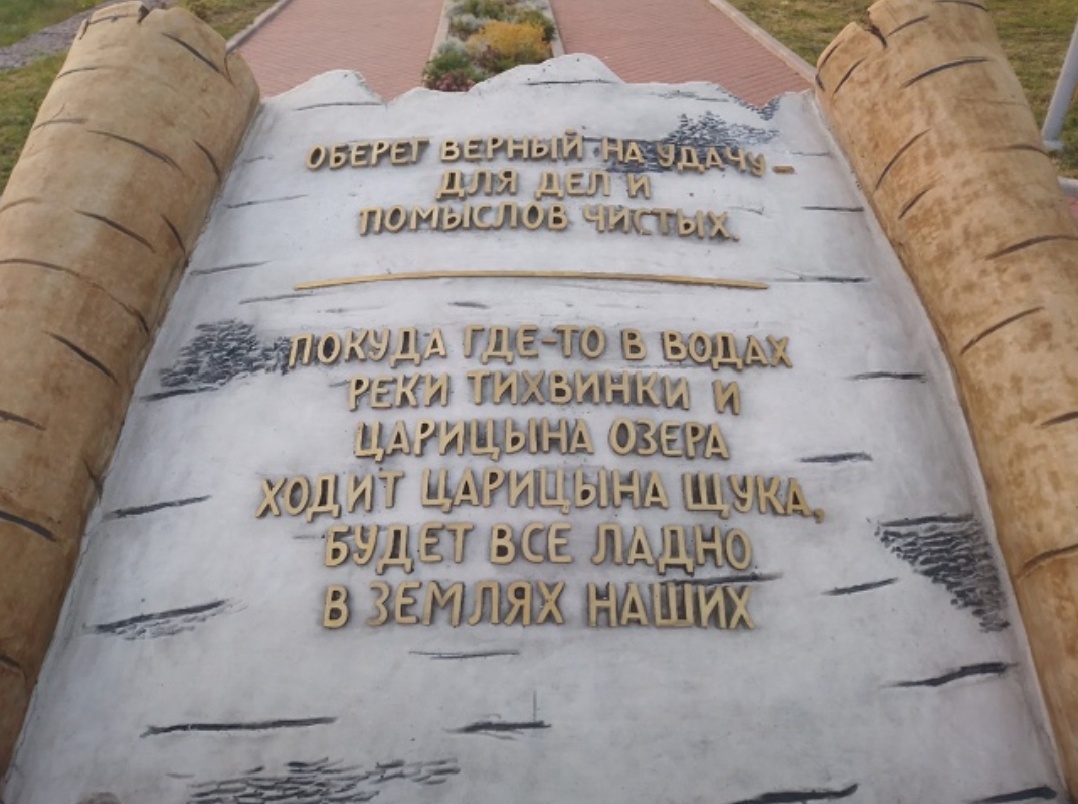 ОБЕРЕГ ВЕРНЫЙ НА УДАЧУ –
ДЛЯ ДЕЛ И
ПОМЫСЛОВ ЧИСТЫХ.
ПОКУДА ГДЕ-ТО В ВОДАХ
РЕКИ ТИХВИНКИ И
ЦАРИЦЫНА ОЗЕРА
ХОДИТ ЦАРИЦЫНА ЩУКА,
БУДЕТ ВСЕ ЛАДНО
В ЗЕМЛЯХ НАШИХ